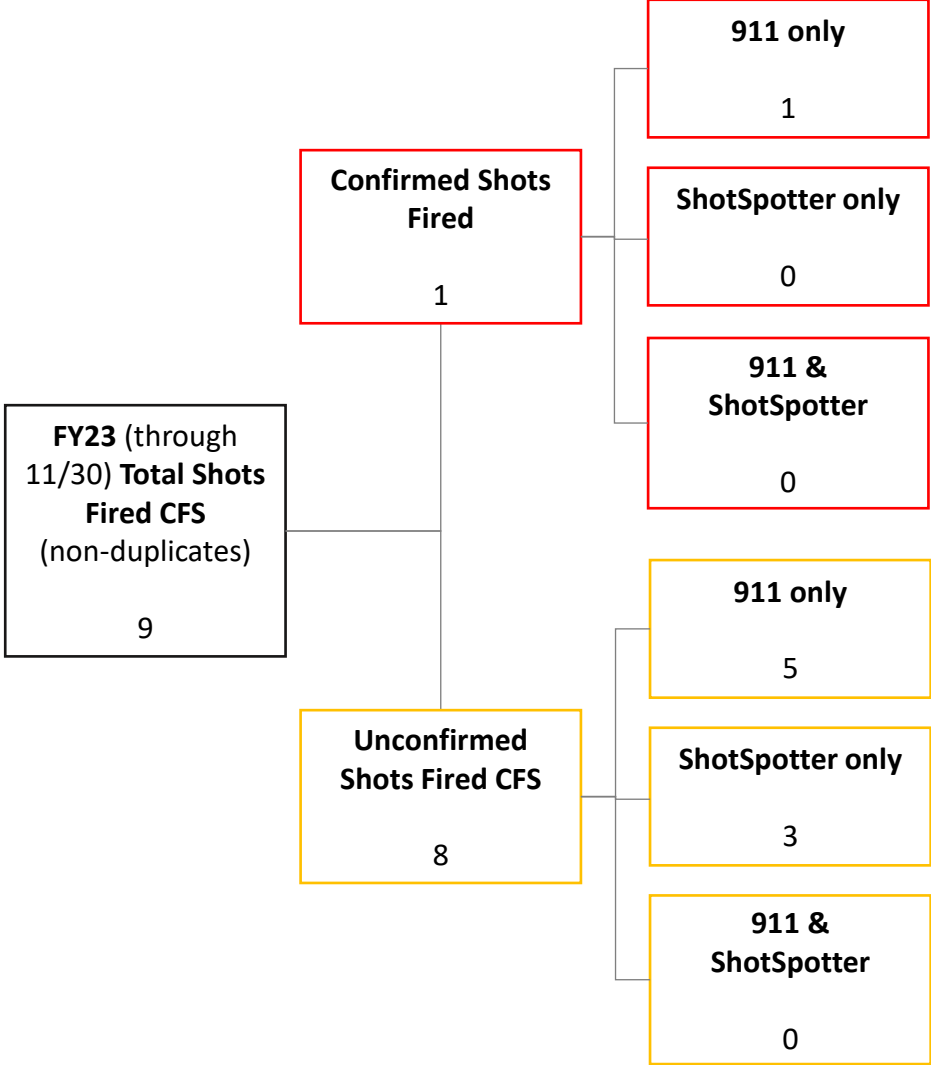 FY23 (through
11/30) Total Shots
Fired CFS
(non-duplicates)
9
Confirmed Shots
Fired
1
911 only
1
ShotSpotter only
0
911 &
ShotSpotter
0
Unconfirmed
Shots Fired CFS
8
911 only
5
ShotSpotter only
3
911 &
ShotSpotter
0